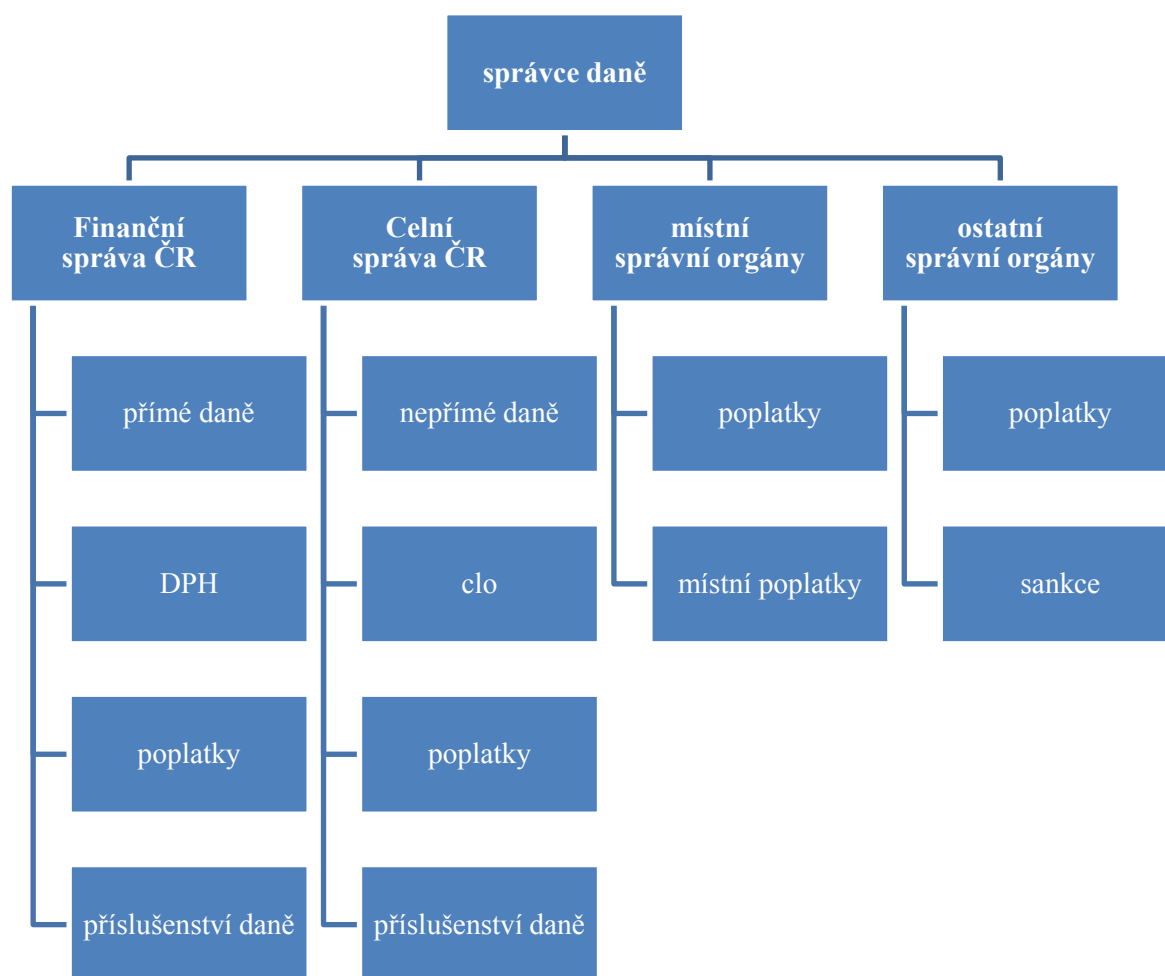 správce daně
Finanční
správa ČR
Celní
správa ČR
místní
správní orgány
ostatní
správní orgány
přímé daně
nepřímé daně
poplatky
poplatky
DPH
clo
místní poplatky
sankce
poplatky
poplatky
příslušenství daně
příslušenství daně